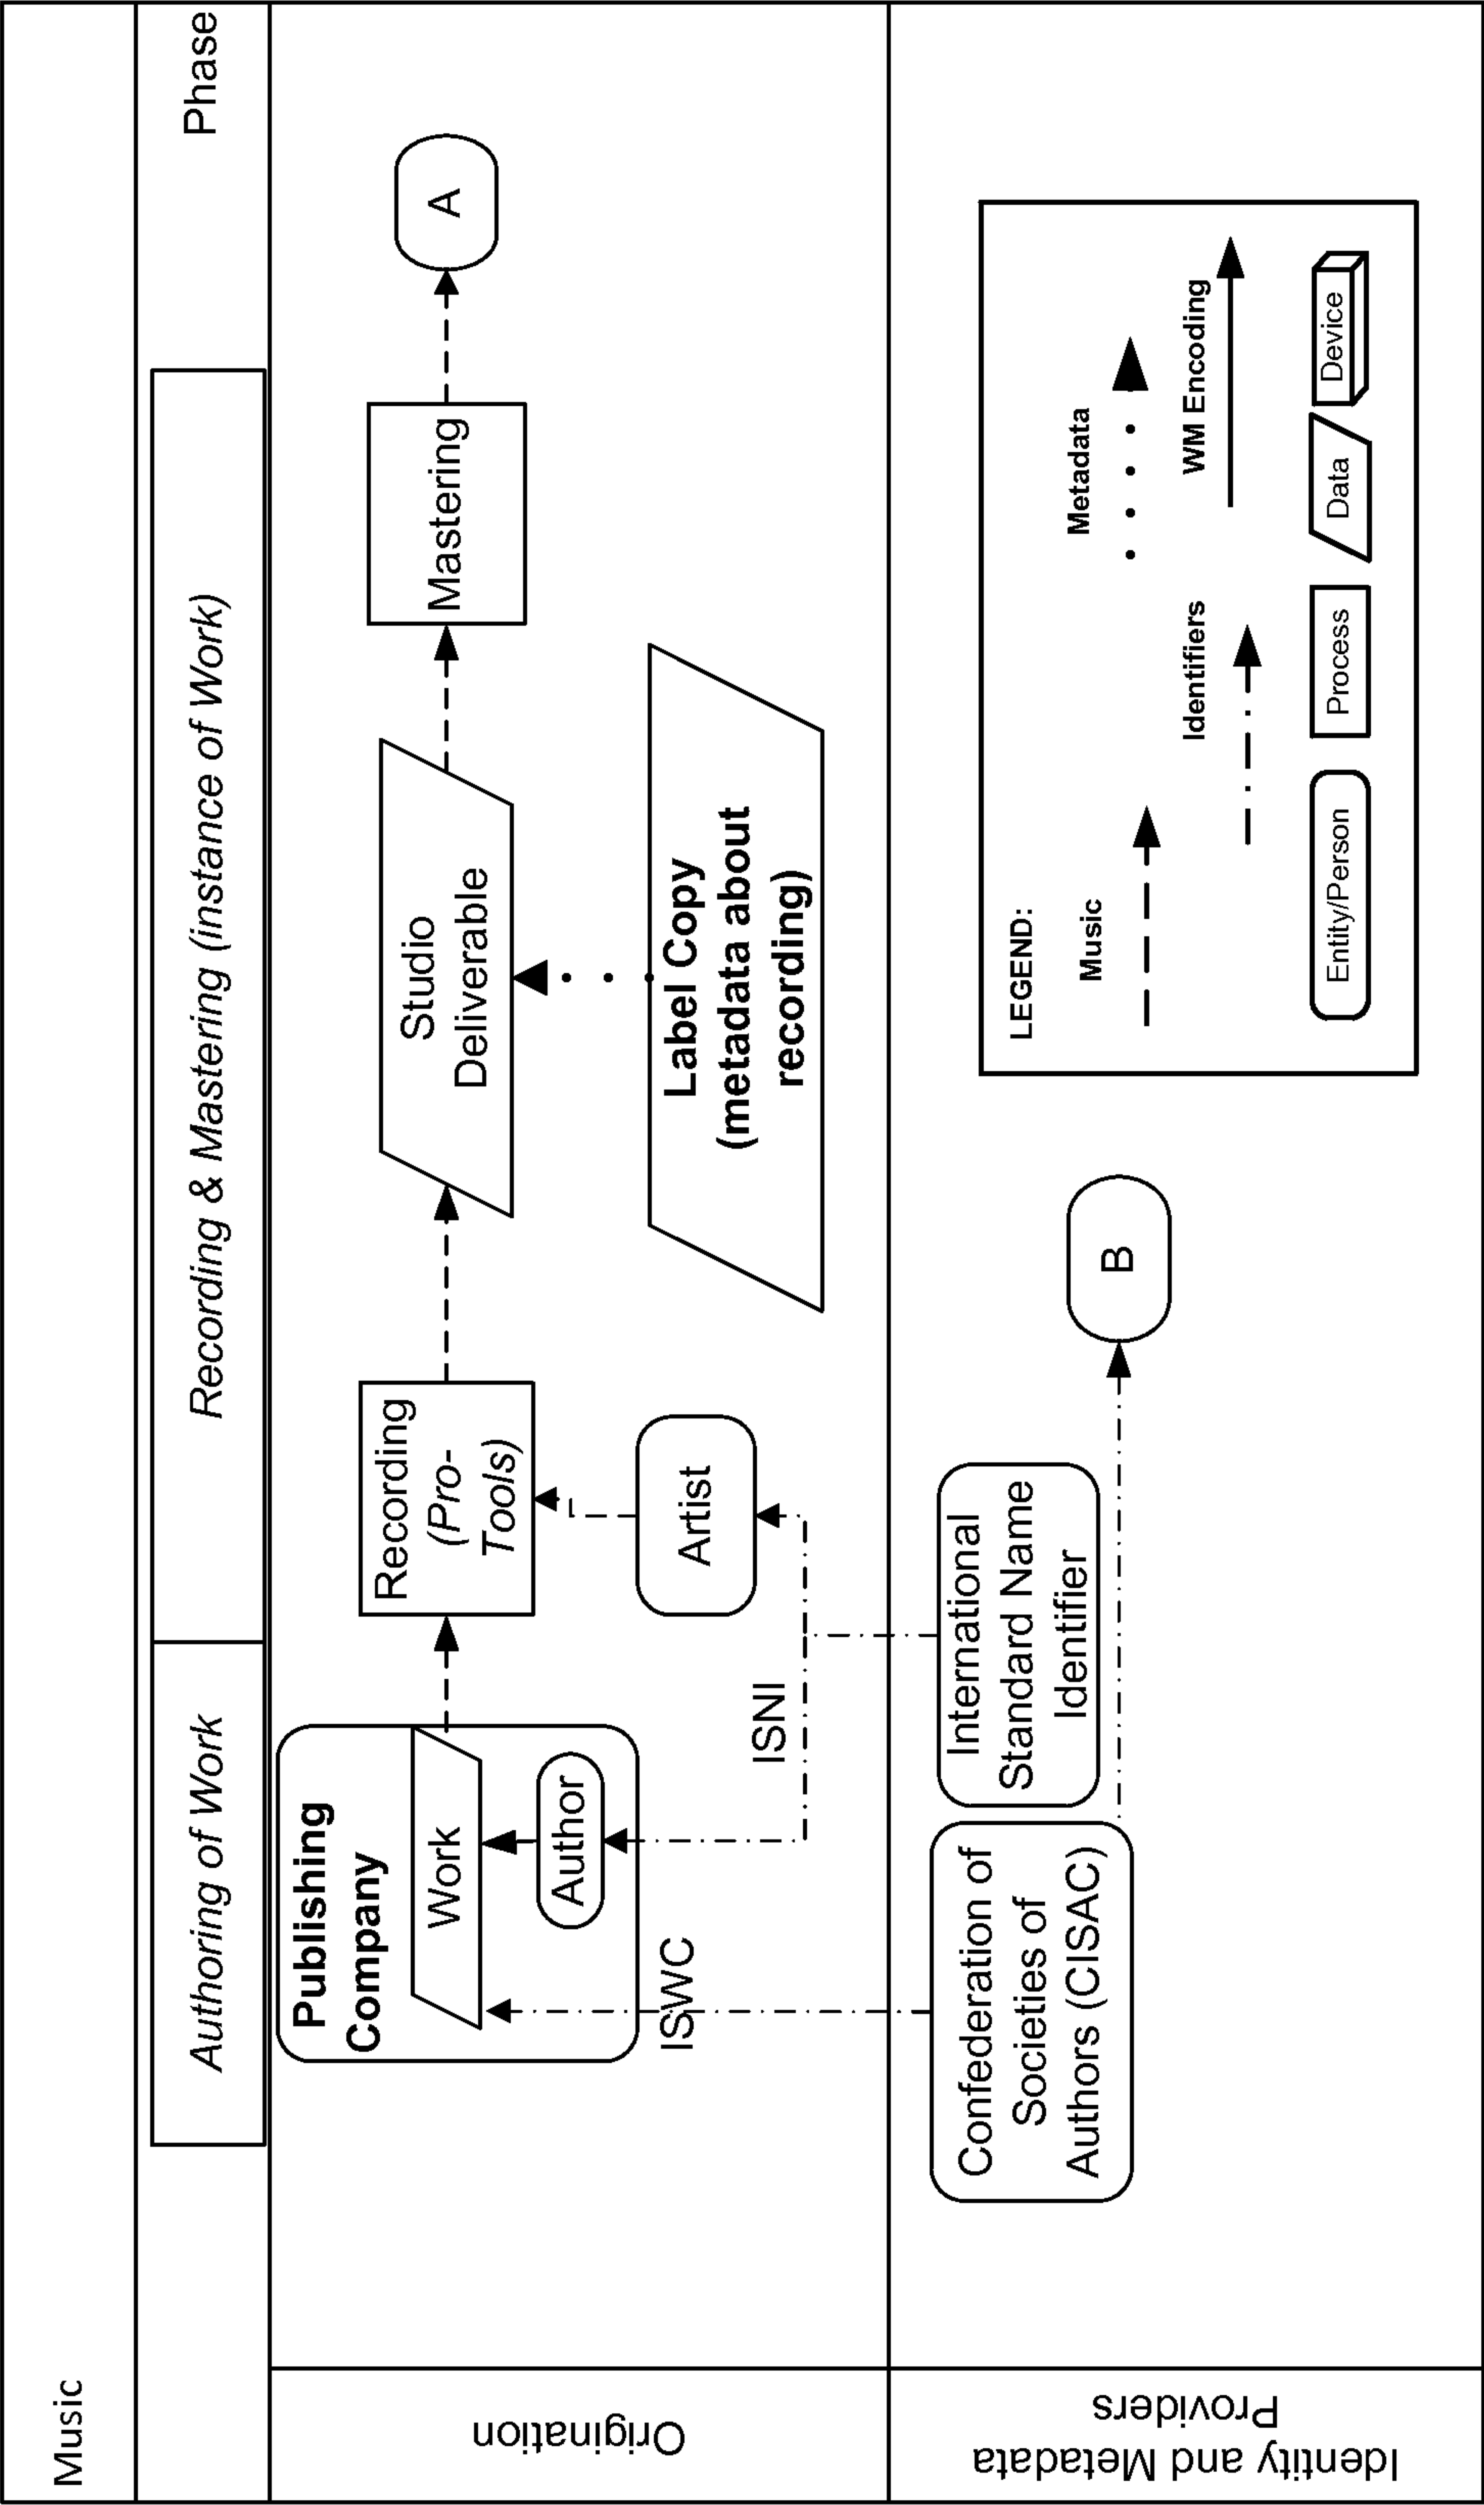 Music
Phase
Authoring of Work
Recording & Mastering (instance of Work)
Origination
Publishing
Company
Work
Author
Recording
(Pro-
Tools)
Artist
Studio
Deliverable
Label Copy
(metadata about
recording)
Mastering
A
ISWC
ISNI
Identity and Metadata
Providers
Confederation of
Societies of
Authors (CISAC)
International
Standard Name
Identifier
B
LEGEND:
Music
Metadata
Identifiers
WM Encoding
Entity/Person
Process
Data
Device